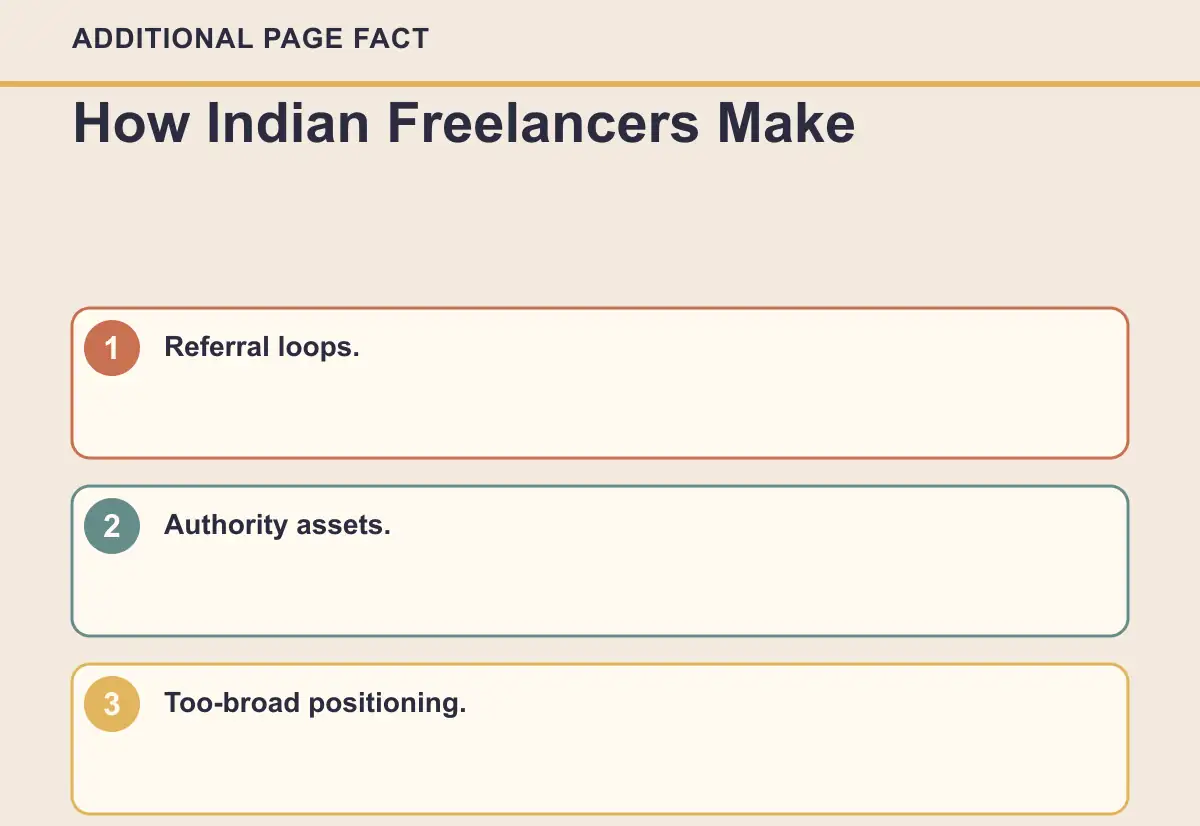 ADDITIONAL PAGE FACT
How Indian Freelancers Make
1 Referral loops.
2 Authority assets.
3 Too-broad positioning.